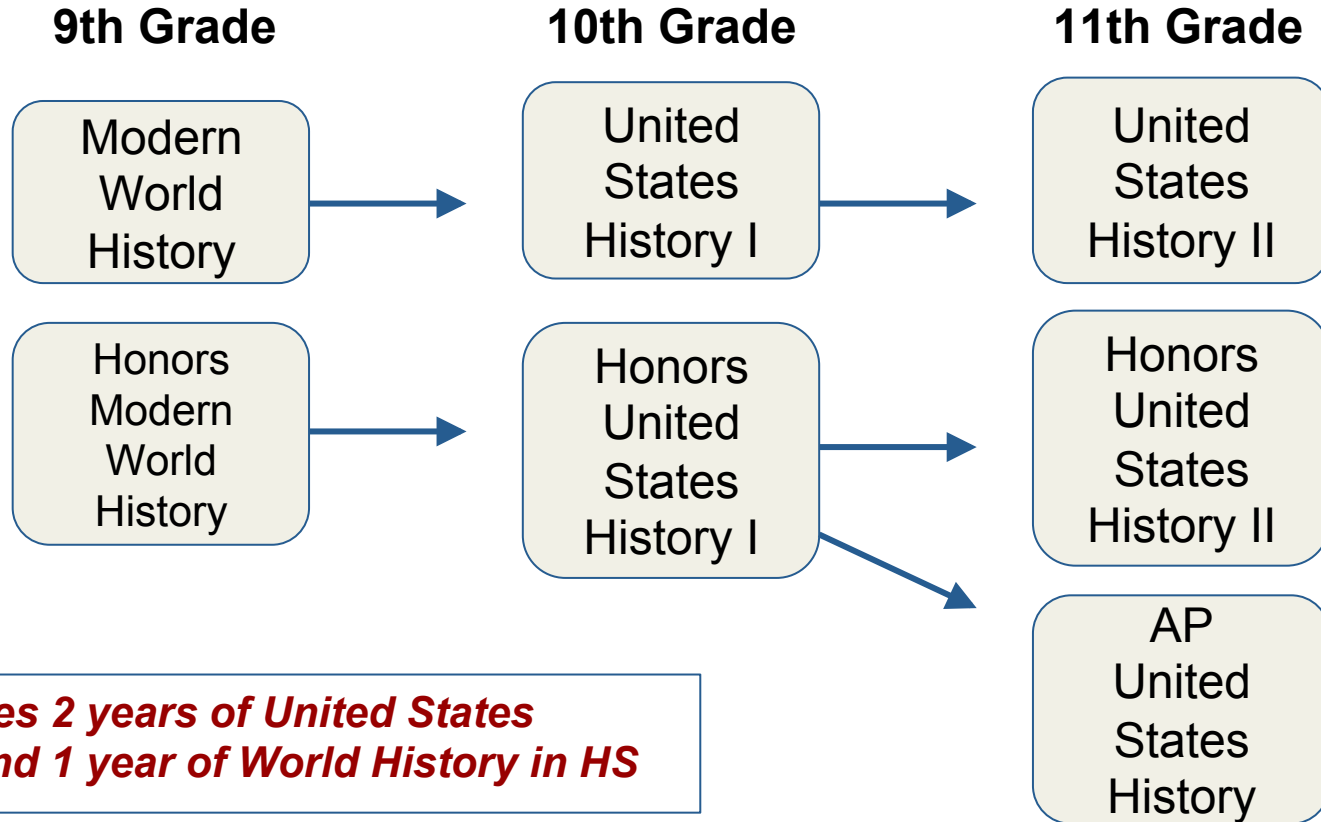 9th Grade
10th Grade
11th Grade
Modern
World
History
United
States
History I
United
States
History II
Honors
Modern
World
History
Honors
United
States
History I
Honors
United
States
History II
AP
United
States
History
2 years of United States
1 year of World History in HS